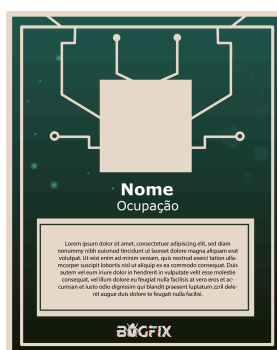 Nome
Ocupação
Lorem ipsum dolor sit amet, consectetuer adipiscing elit, sed diam
nonummy nibh euismod tincidunt ut laoreet dolore magna aliquam erat
volutpat. Ut wisi enim ad minim veniam, quis nostrud exerci tation ulla-
mcorper suscipit lobortis nisl ut aliquip ex ea commodo consequat. Duis
autem vel eum iriure dolor in hendrerit in vulputate velit esse molestie
consequat, vel illum dolore eu feugiat nulla facilisis at vero eros et ac-
cumsan et iusto odio dignissim qui blandit praesent luptatum zzril dele-
nit augue duis dolore te feugait nulla facilisi.
BUGFIX